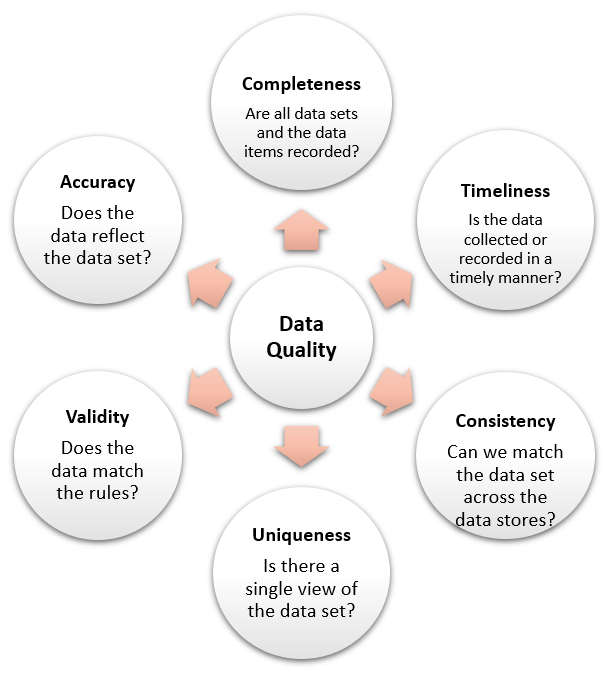 Completeness
Are all data sets
and the data
items recorded?
Accuracy
Does the
data reflect
the data set?
Timeliness
Is the data
collected or
recorded in a
timely manner?
Data
Quality
Validity
Does the
data match
the rules?
Consistency
Can we match
the data set
across the
data stores?
Uniqueness
Is there a
single view of
the data set?